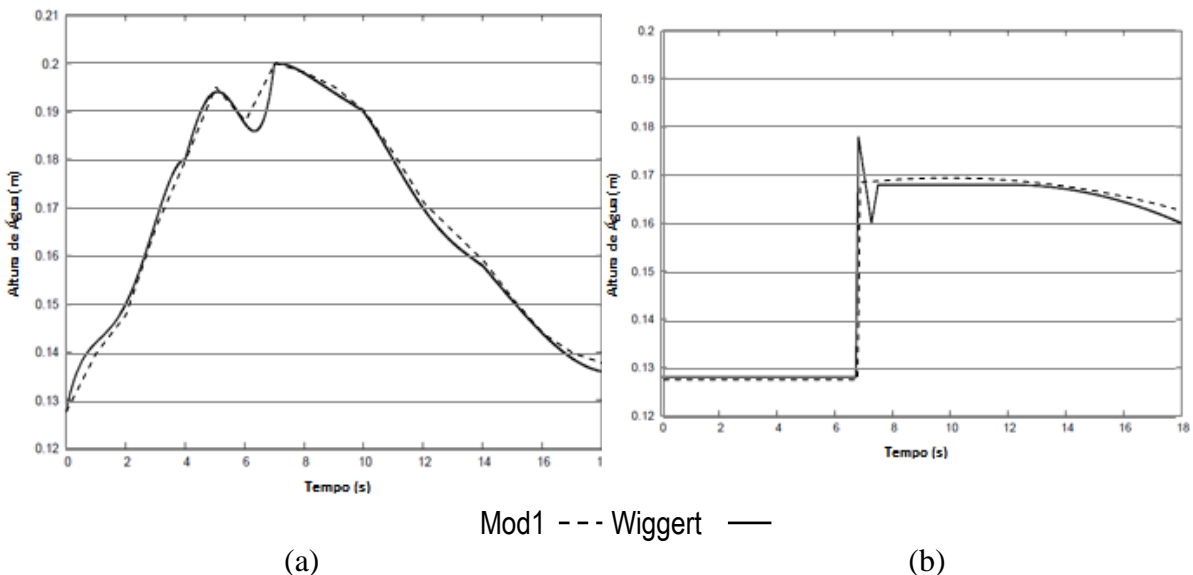 0.21
0.2
0.19
0.18
0.17
0.16
0.15
0.14
0.13
0.12
Altura de Água(m)
0 2 4 6 8 10 12 14 16 1
Tempo (s)
0.2
0.19
0.18
0.17
0.16
0.15
0.14
0.13
0.12
Altura de Água(m)
0 2 4 6 8 10 12 14 16 18
Tempo (s)
Mod1 --- Wiggert —
(a) (b)